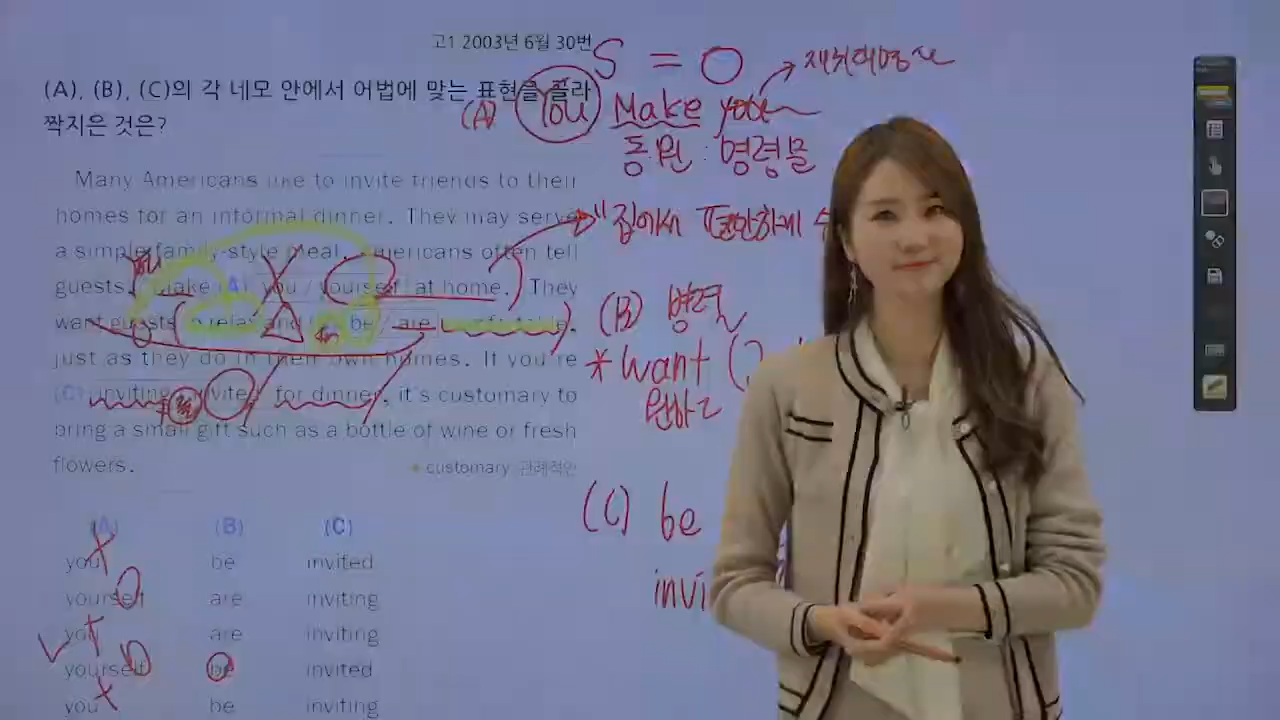 고1 2003년 6월 30번
(A), (B), (C)의 각 네모 안에서 어법에 맞는 표현을 골라
짝지은 것은?
Many Americans like to invite friends to their
homes for an informal dinner. They may serve
a simple family-style meal. Americans often tell
guests, Make (A) you / yourself at home. They
want guests to relax and be / are
just as they do in their own homes. If you're
(C) inviting invited for dinner, it's customary to
bring a small gift such as a bottle of wine or fresh
flowers.
customary 관례적인
(A) (B) (C)
you be invited
yourself are inviting
you are inviting
yourself be invited
you be inviting
S = O
(A) You Make you
동원 명령문
"집에서 편안하게
(B) 병렬
*want
원하다
(C) be
invi